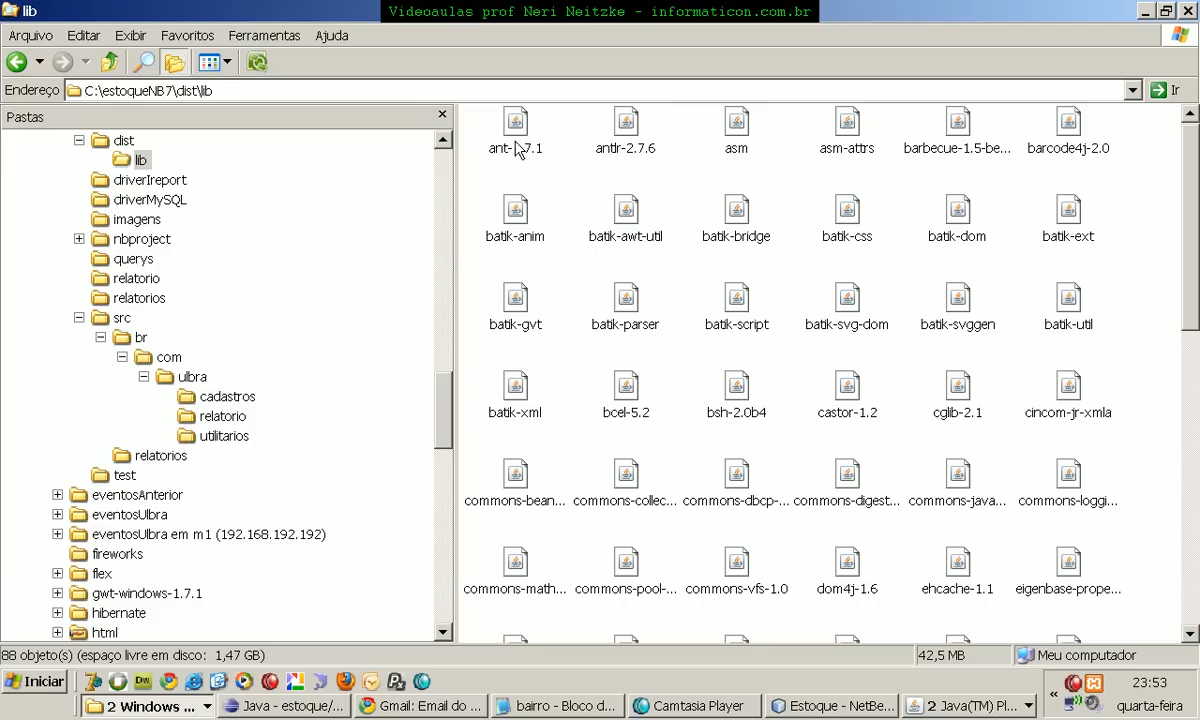 lib
Videoaulas prof Neri Neitzke - informaticon.com.br
Arquivo Editar Exibir Favoritos Ferramentas Ajuda
Endereço C:\estoqueNB7\dist\lib Ir
Pastas
dist
lib
driverIreport
driverMySQL
imagens
nbproject
querys
relatorio
relatorios
src
br
com
ulbra
cadastros
relatorio
utilitarios
relatorios
test
eventosAnterior
eventosUlbra
eventosUlbra em m1 (192.168.192.192)
fireworks
flex
gwt-windows-1.7.1
hibernate
html
ant-1.7.1 antlr-2.7.6 asm asm-attrs barbecue-1.5-be... barcode4j-2.0
batik-anim batik-awt-util batik-bridge batik-css batik-dom batik-ext
batik-gvt batik-parser batik-script batik-svg-dom batik-svggen batik-util
batik-xml bcel-5.2 bsh-2.0b4 castor-1.2 cglib-2.1 cincom-jr-xmla
commons-bean... commons-collec... commons-dbcp-... commons-digest... commons-java... commons-loggi...
commons-math... commons-pool-... commons-vfs-1.0 dom4j-1.6 ehcache-1.1 eigenbase-prope...
88 objeto(s) (espaço livre em disco: 1,47 GB) 42,5 MB Meu computador
Iniciar Dw 23:53
2 Windows ... Java - estoque/... Gmail: Email do ... bairro - Bloco d... Camtasia Player Estoque - NetBe... 2 Java(TM) Pl... quarta-feira